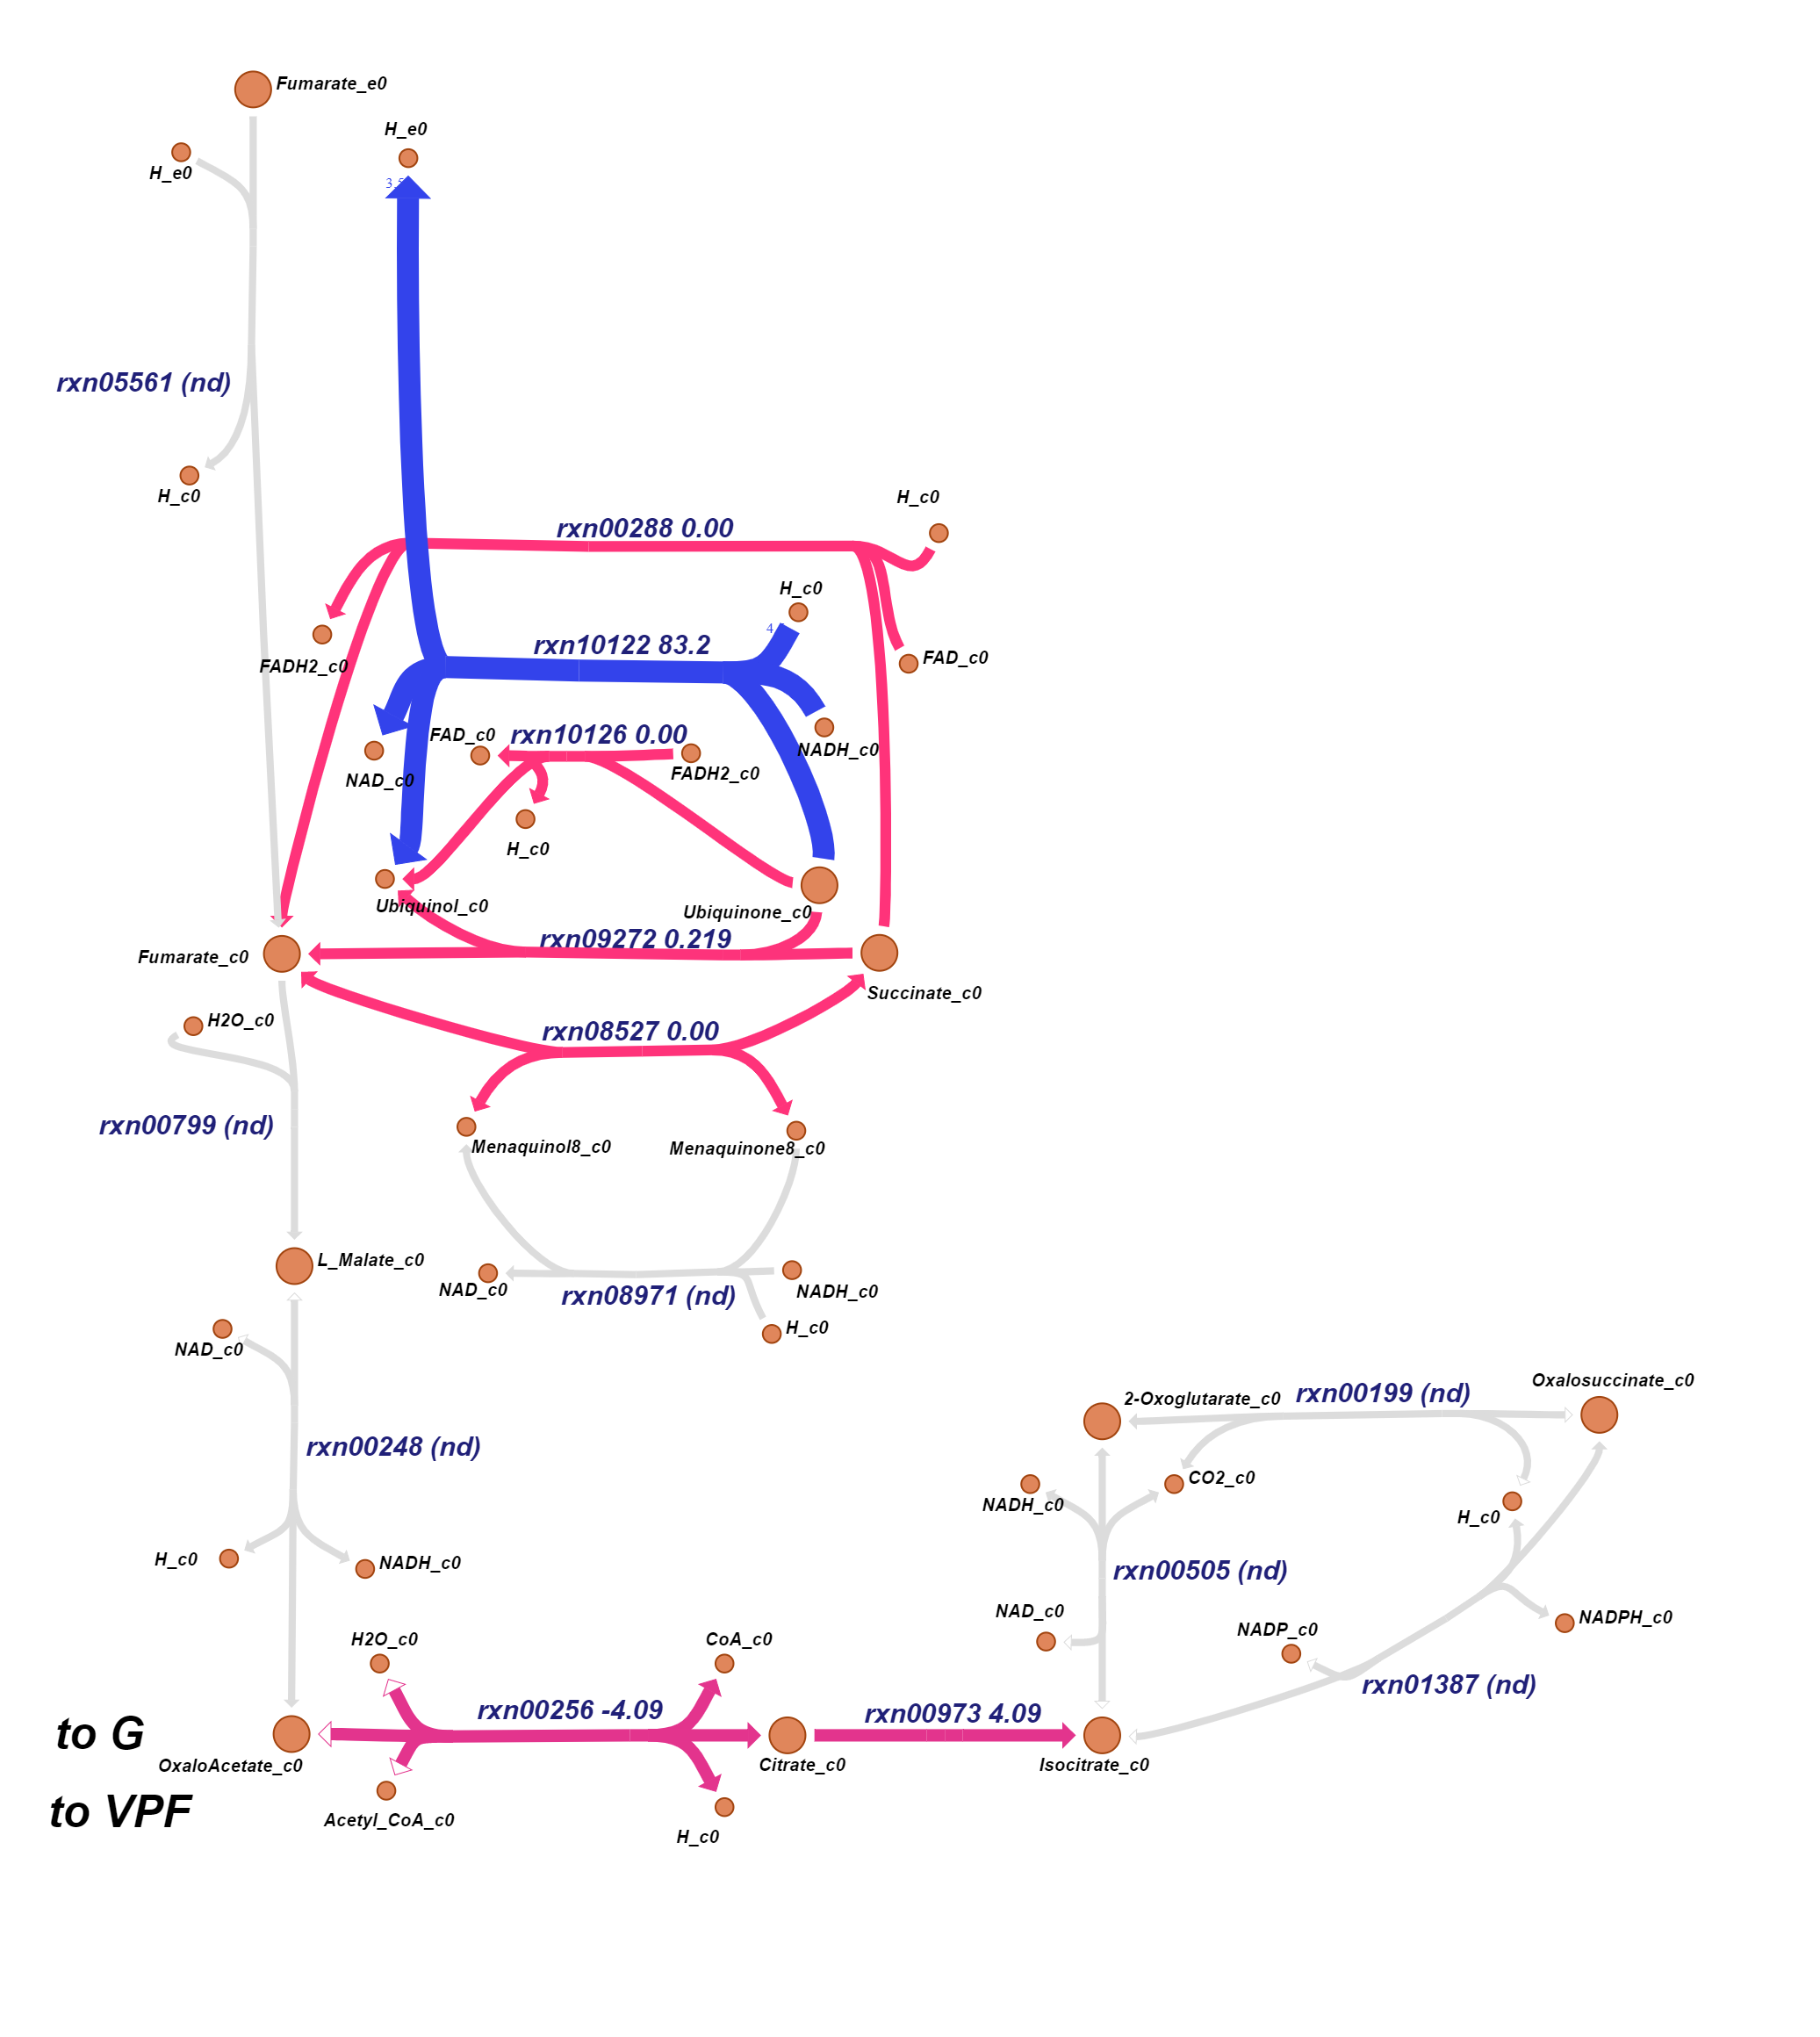 Fumarate_e0
H_e0
H_e0
rxn05561 (nd)
H_c0
H_c0
rxn00288 0.00
H_c0
rxn10122 83.2
4
FADH2_c0
FAD_c0
FAD_c0
rxn10126 0.00
NADH_c0
NAD_c0
FADH2_c0
H_c0
Ubiquinol_c0
Ubiquinone_c0
rxn09272 0.219
Fumarate_c0
Succinate_c0
H2O_c0
rxn08527 0.00
rxn00799 (nd)
Menaquinol8_c0
Menaquinone8_c0
L_Malate_c0
NAD_c0
rxn08971 (nd)
NADH_c0
H_c0
NAD_c0
rxn00248 (nd)
2-Oxoglutarate_c0
rxn00199 (nd)
Oxalosuccinate_c0
NADH_c0
CO2_c0
H_c0
H_c0
NADH_c0
rxn00505 (nd)
NAD_c0
NADP_c0
NADPH_c0
H2O_c0
CoA_c0
rxn01387 (nd)
to G
rxn00256 -4.09
rxn00973 4.09
OxaloAcetate_c0
Citrate_c0
Isocitrate_c0
to VPF
Acetyl_CoA_c0
H_c0